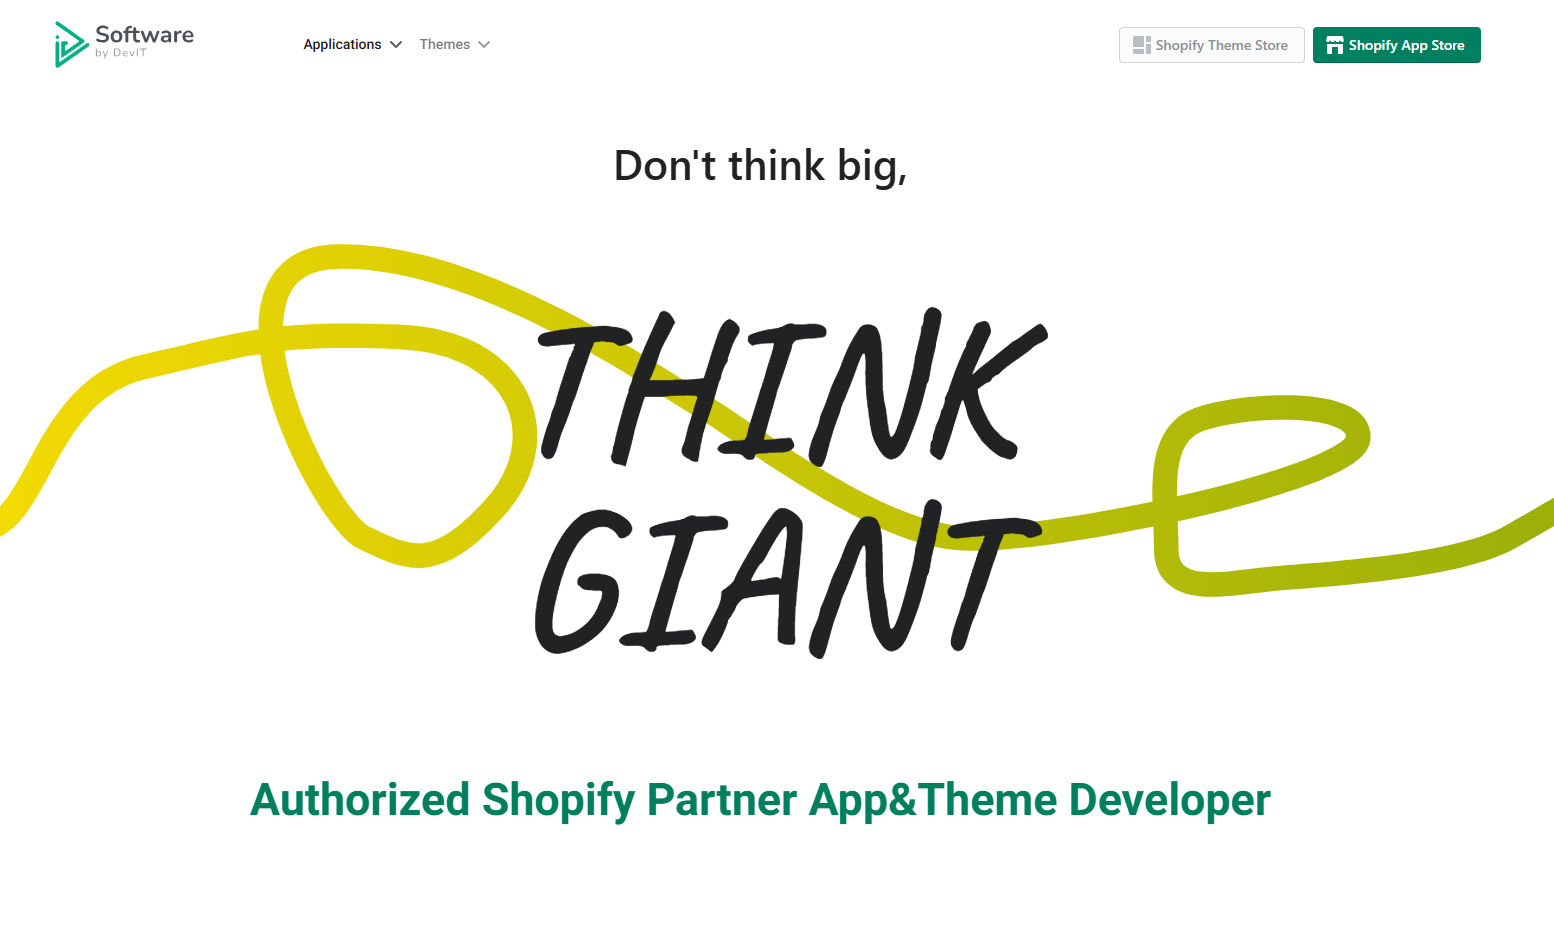 Software
by DevIT
Applications
Themes
Shopify Theme Store
Shopify App Store
Don't think big,
THINK
GIANT
Authorized Shopify Partner App&Theme Developer